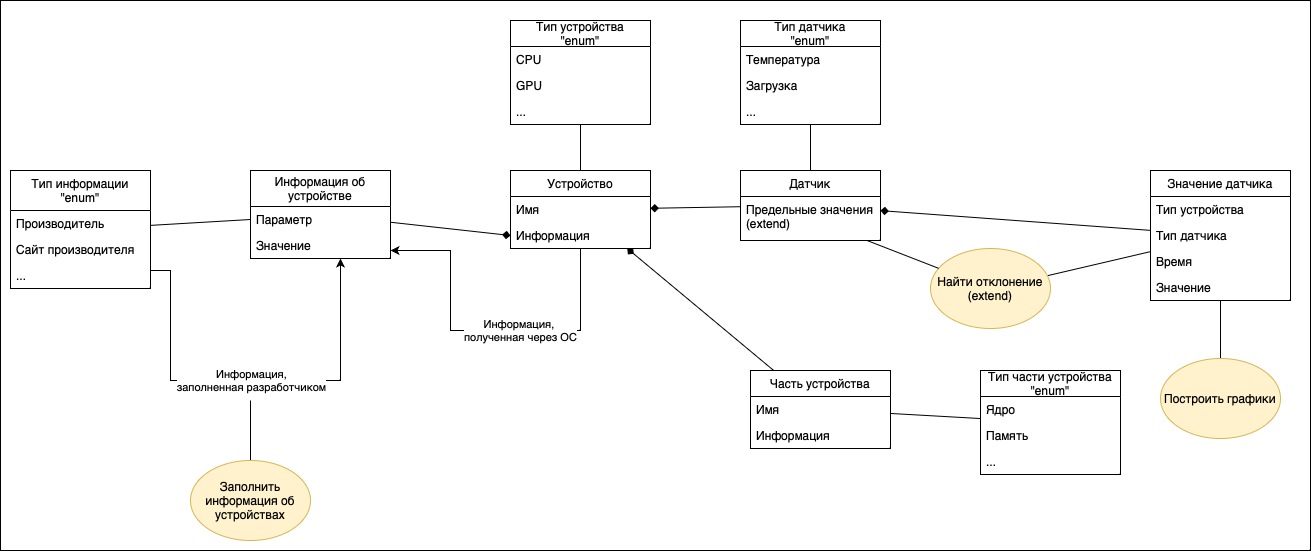 Тип устройства
"enum"
CPU
GPU
...
Тип датчика
"enum"
Температура
Загрузка
...
Тип информации
"enum"
Производитель
Сайт производителя
...
Информация об
устройстве
Параметр
Значение
Устройство
Имя
Информация
Датчик
Предельные значения
(extend)
Значение датчика
Тип устройства
Тип датчика
Время
Значение
Найти отклонение
(extend)
Информация,
полученная через ОС
Информация,
заполненная разработчиком
Часть устройства
Имя
Информация
Тип части устройства
"enum"
Ядро
Память
...
Построить графики
Заполнить
информация об
устройствах